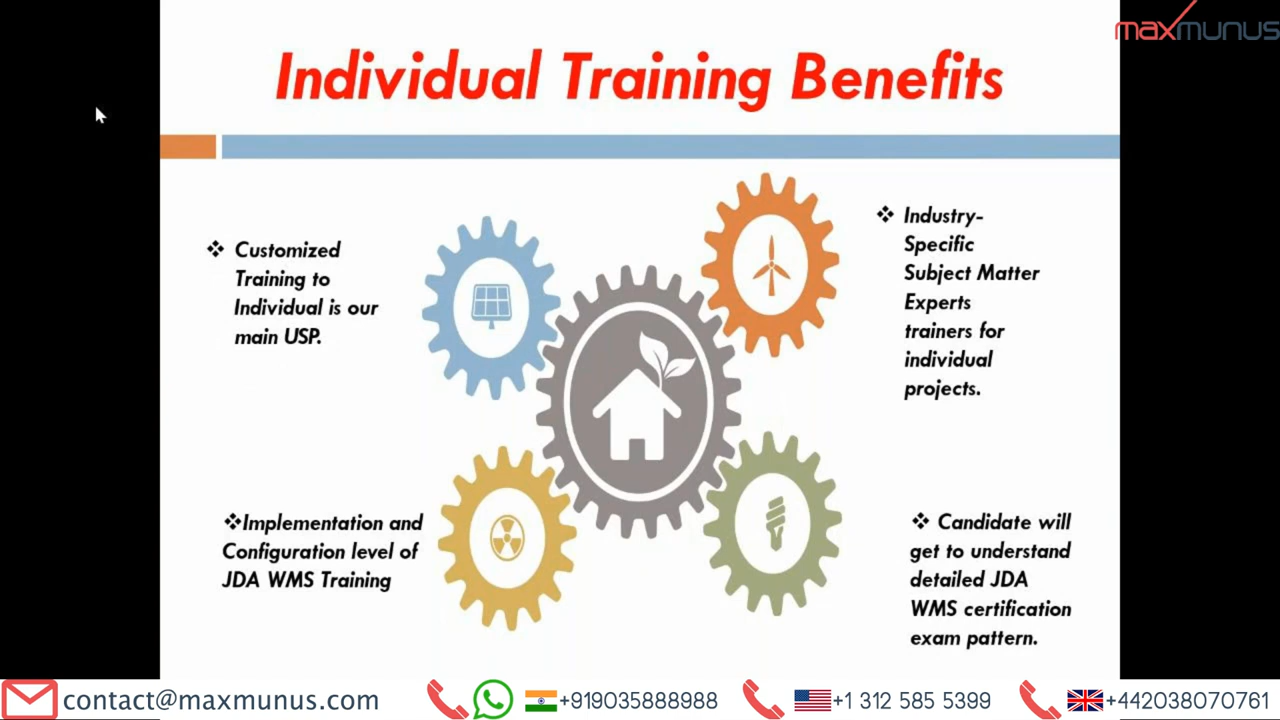 maxmunus
Individual Training Benefits
❖ Customized
Training to
Individual is our
main USP.
❖ Industry-
Specific
Subject Matter
Experts
trainers for
individual
projects.
❖Implementation and
Configuration level of
JDA WMS Training
❖ Candidate will
get to understand
detailed JDA
WMS certification
exam pattern.
contact@maxmunus.com
+919035888988
+1 312 585 5399
+442038070761